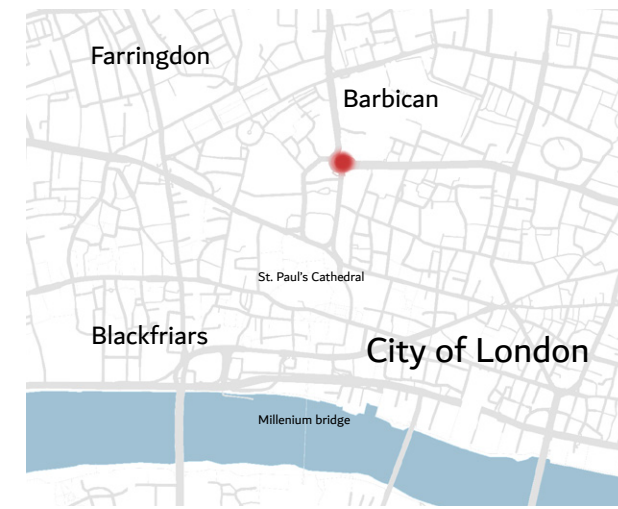 Farringdon
Barbican
St. Paul's Cathedral
Blackfriars
City of London
Millenium bridge